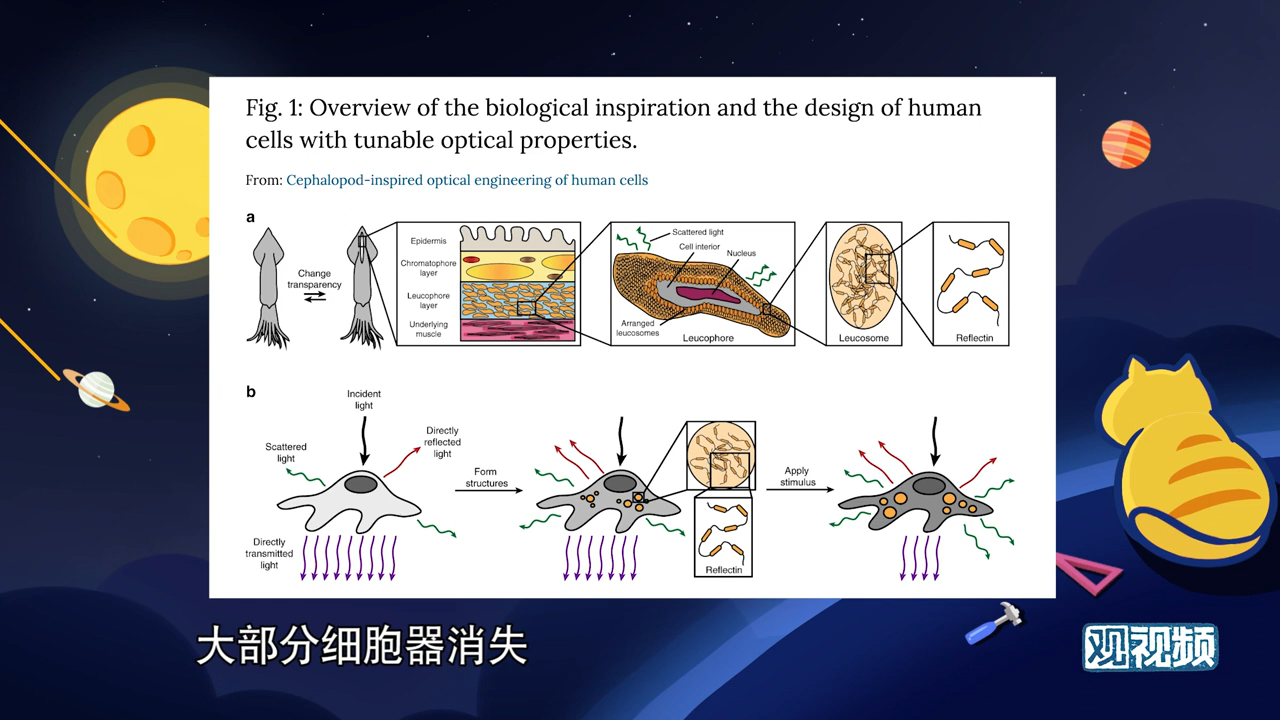 Fig. 1: Overview of the biological inspiration and the design of human
cells with tunable optical properties.
From: Cephalopod-inspired optical engineering of human cells
a
Change
transparency
Epidermis
Chromatophore
layer
Leucophore
layer
Underlying
muscle
Scattered light
Cell interior
Nucleus
Arranged
leucosomes
Leucophore
Leucosome
Reflectin
b
Incident
light
Scattered
light
Directly
reflected
light
Directly
transmitted
light
Form
structures
Reflectin
Apply
stimulus
大部分细胞器消失
观视频